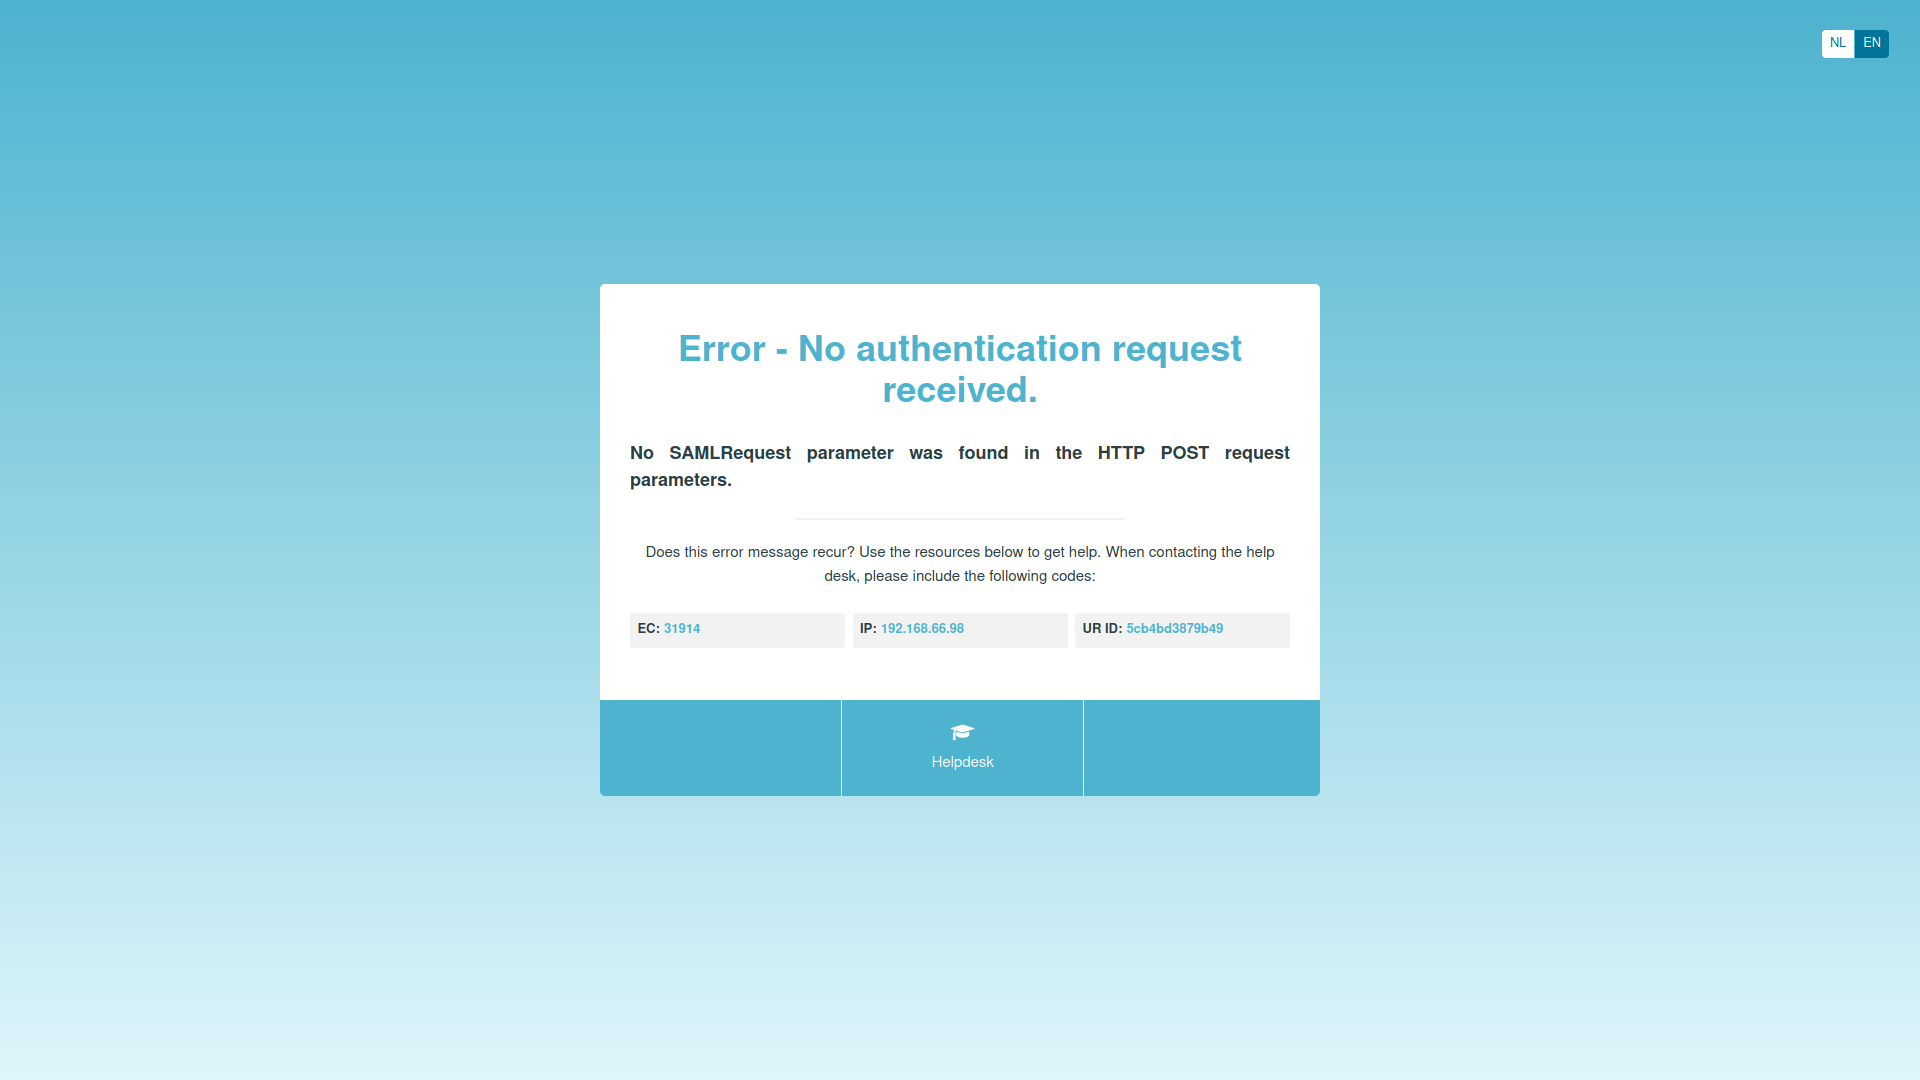 NL EN
Error - No authentication request
received.
No SAMLRequest parameter was found in the HTTP POST request
parameters.
Does this error message recur? Use the resources below to get help. When contacting the help
desk, please include the following codes:
EC: 31914 IP: 192.168.66.98 UR ID: 5cb4bd3879b49
Helpdesk